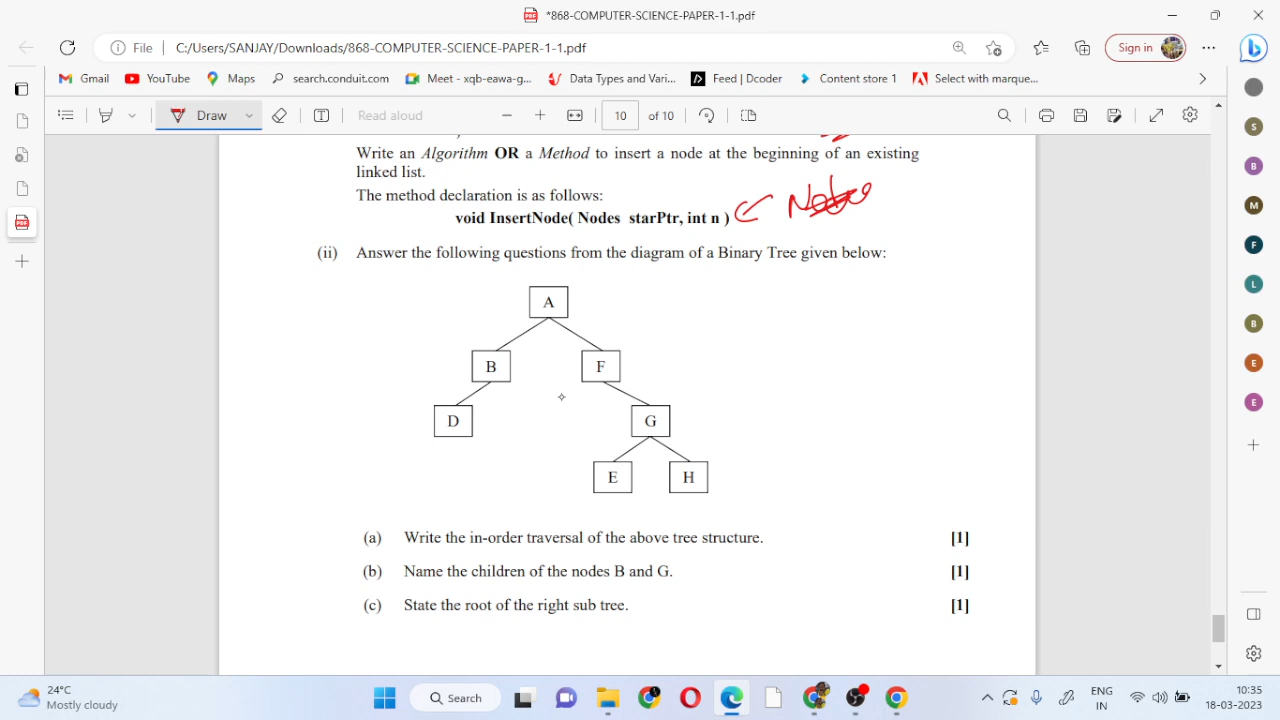 *868-COMPUTER-SCIENCE-PAPER-1-1.pdf
File C:/Users/SANJAY/Downloads/868-COMPUTER-SCIENCE-PAPER-1-1.pdf Sign in
Gmail YouTube Maps search.conduit.com Meet - xqb-eawa-g... Data Types and Vari... Feed | Dcoder Content store 1 Select with marque...
Draw Read aloud 10 of 10
Write an Algorithm OR a Method to insert a node at the beginning of an existing
linked list.
The method declaration is as follows:
void InsertNode( Nodes starPtr, int n )
(ii) Answer the following questions from the diagram of a Binary Tree given below:
A
B F
D G
E H
(a) Write the in-order traversal of the above tree structure. [1]
(b) Name the children of the nodes B and G. [1]
(c) State the root of the right sub tree. [1]
S
B
M
F
L
B
E
E
24°C
Mostly cloudy
Search
ENG
IN
10:35
18-03-2023